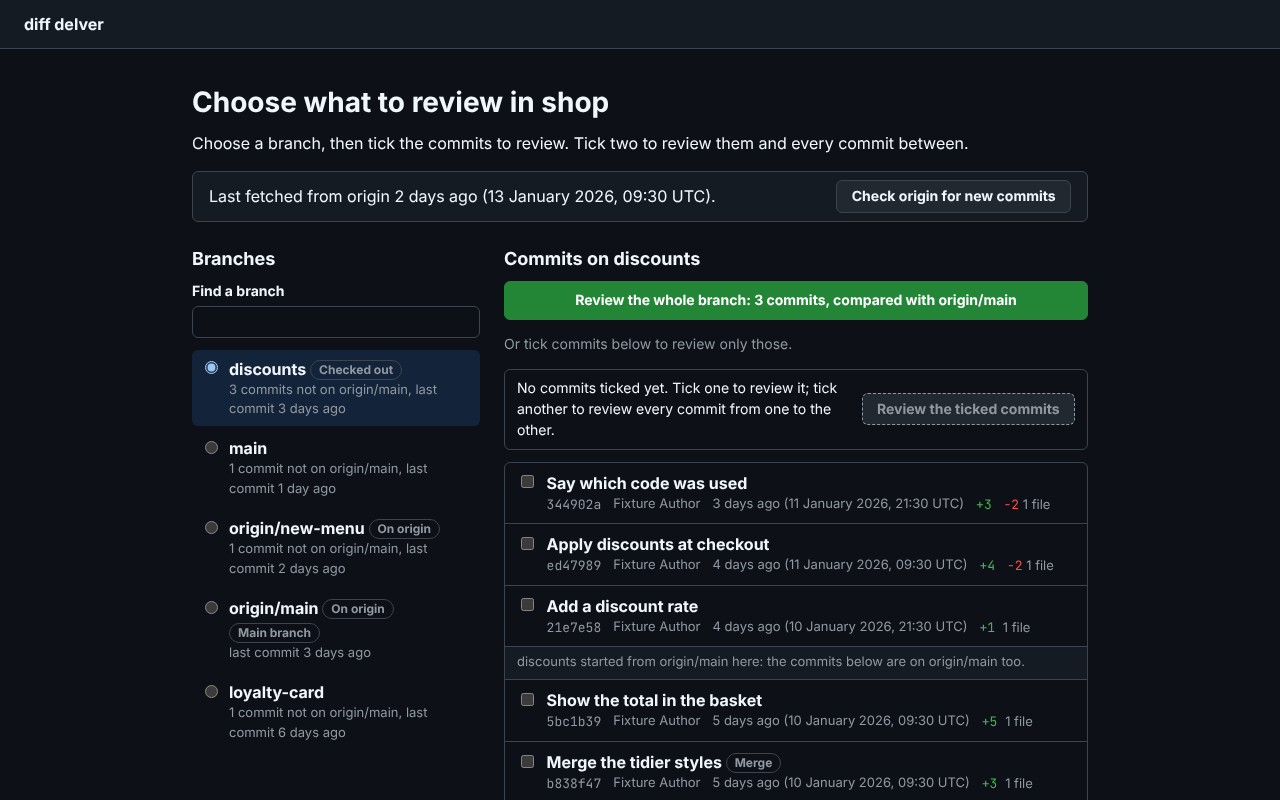 diff delver
Choose what to review in shop
Choose a branch, then tick the commits to review. Tick two to review them and every commit between.
Last fetched from origin 2 days ago (13 January 2026, 09:30 UTC).
Check origin for new commits
Branches
Find a branch
discounts Checked out
3 commits not on origin/main, last
commit 3 days ago
main
1 commit not on origin/main, last
commit 1 day ago
origin/new-menu On origin
1 commit not on origin/main, last
commit 2 days ago
origin/main On origin
Main branch
last commit 3 days ago
loyalty-card
1 commit not on origin/main, last
commit 6 days ago
Commits on discounts
Review the whole branch: 3 commits, compared with origin/main
Or tick commits below to review only those.
No commits ticked yet. Tick one to review it; tick
another to review every commit from one to the
other.
Review the ticked commits
Say which code was used
344902a Fixture Author 3 days ago (11 January 2026, 21:30 UTC) +3 -2 1 file
Apply discounts at checkout
ed47989 Fixture Author 4 days ago (11 January 2026, 09:30 UTC) +4 -2 1 file
Add a discount rate
21e7e58 Fixture Author 4 days ago (10 January 2026, 21:30 UTC) +1 1 file
discounts started from origin/main here: the commits below are on origin/main too.
Show the total in the basket
5bc1b39 Fixture Author 5 days ago (10 January 2026, 09:30 UTC) +5 1 file
Merge the tidier styles Merge
b838f47 Fixture Author 5 days ago (10 January 2026, 09:30 UTC) +3 1 file